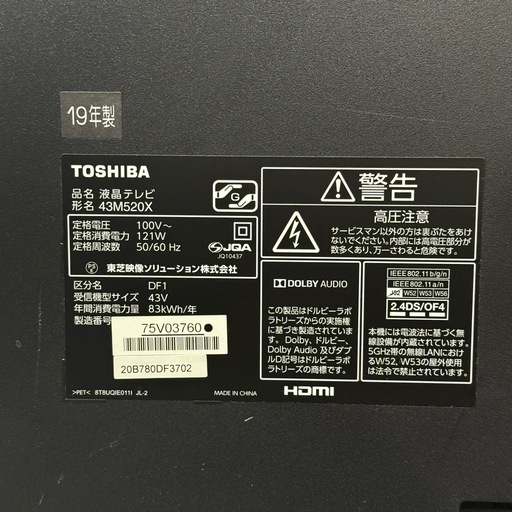 19年製
TOSHIBA
品名 液晶テレビ
形名 43M520X
定格電圧 100V～
定格消費電力 121W
定格周波数 50/60 Hz
JQA
JQ10437
東芝映像ソリューション株式会社
区分名 DF1
受信機型サイズ 43V
年間消費電力量 83kWh/年
製造番号
75V03760●
20B780DF3702
>PET< 8T8UQIE011I JL-2
MADE IN CHINA
警告
高圧注意
サービスマン以外の方は裏ぶたをあけ
ないでください。内部には高電圧部分が
数多くあり、万一さわると危険です。
DOLBY AUDIO
この製品はドルビーラボ
ラトリーズからの実施権
に基づき製造されていま
す。Dolby、ドルビー、
Dolby Audio 及びダブ
ルD記号はドルビーラボ
ラトリーズの商標です。
HDMI
IEEE802.11b/g/n
IEEE802.11a/n
W52 W53 W56
2.4DS/OF4
本機には電波法に基づく無
線設備が内蔵されています。
5GHz帯の無線LANにおけ
るW52、W53の屋外使用
は法令で禁止されています。